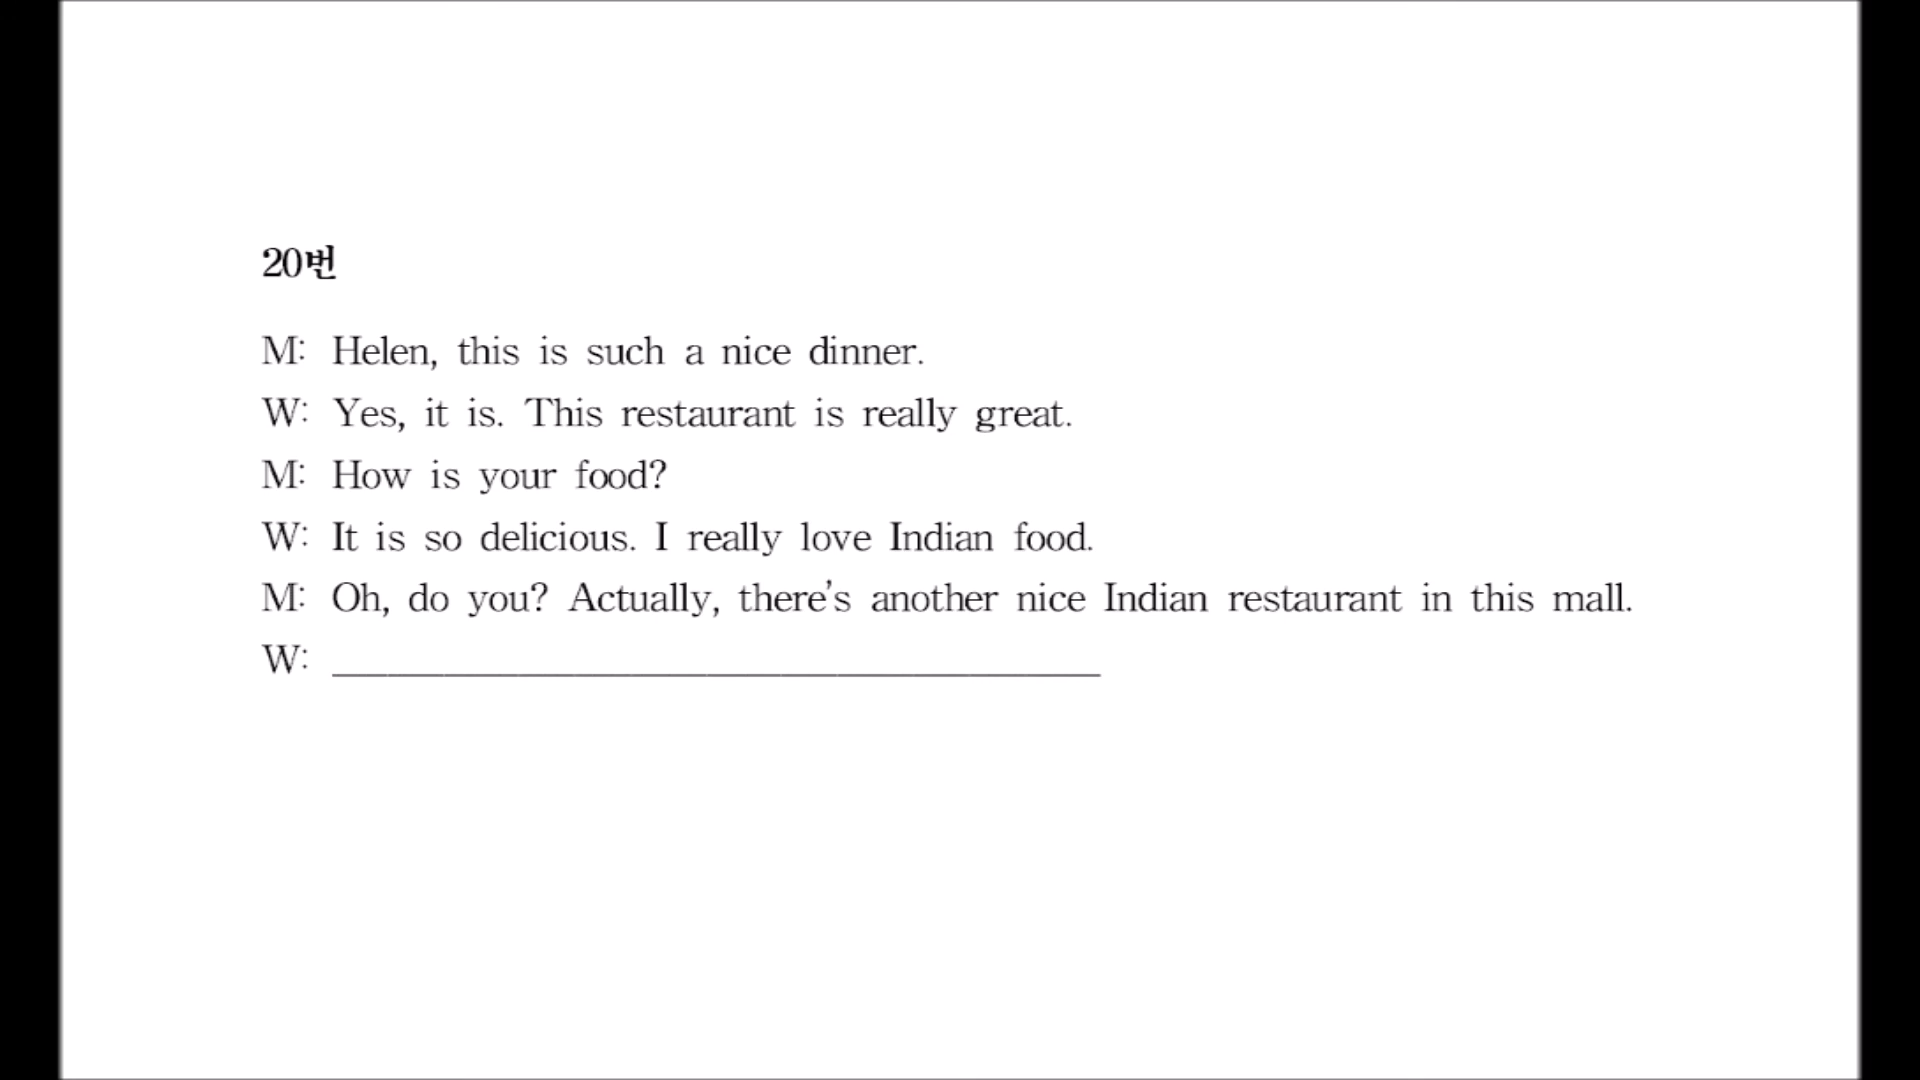 20번
M: Helen, this is such a nice dinner.
W: Yes, it is. This restaurant is really great.
M: How is your food?
W: It is so delicious. I really love Indian food.
M: Oh, do you? Actually, there's another nice Indian restaurant in this mall.
W: ________________________________________